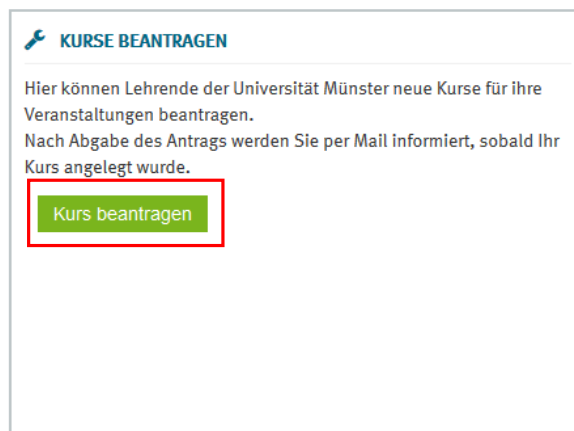 KURSE BEANTRAGEN
Hier können Lehrende der Universität Münster neue Kurse für ihre
Veranstaltungen beantragen.
Nach Abgabe des Antrags werden Sie per Mail informiert, sobald Ihr
Kurs angelegt wurde.
Kurs beantragen